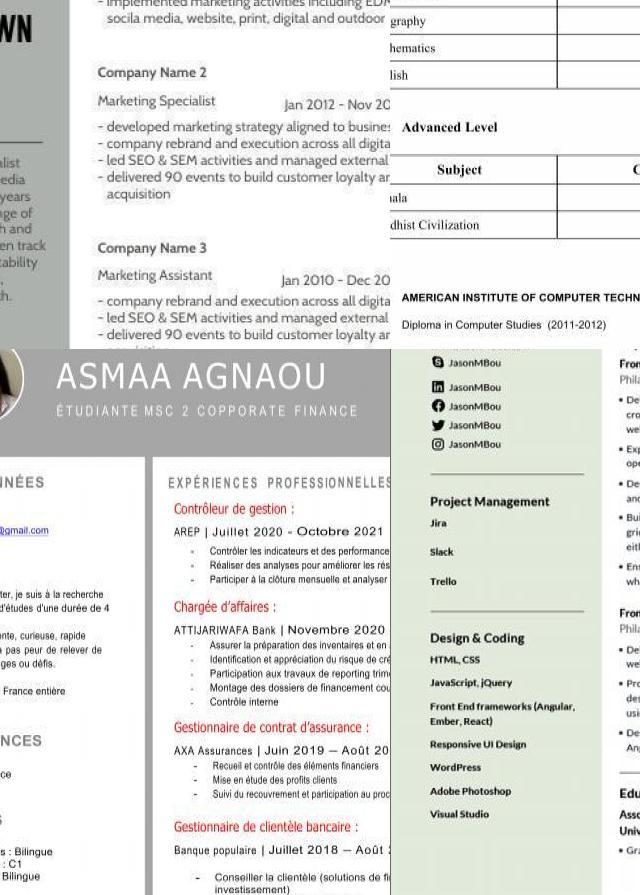 WN
alist
edia
years
nge of
h and
en track
tability
ch.
- implemented marketing activities including EDM
socila media, website, print, digital and outdoor
Company Name 2
Marketing Specialist Jan 2012 - Nov 20
- developed marketing strategy aligned to busines
- company rebrand and execution across all digita
- led SEO & SEM activities and managed external
- delivered 90 events to build customer loyalty an
acquisition
Company Name 3
Marketing Assistant Jan 2010 - Dec 20
- company rebrand and execution across all digita
- led SEO & SEM activities and managed external
- delivered 90 events to build customer loyalty an
graphy
hematics
lish
Advanced Level
Subject C
ala
dhist Civilization
AMERICAN INSTITUTE OF COMPUTER TECHN
Diploma in Computer Studies (2011-2012)
ASMAA AGNAOU
ÉTUDIANTE MSC 2 COPPORATE FINANCE
NNÉES
@gmail.com
ter, je suis à la recherche
d'études d'une durée de 4
ente, curieuse, rapide
a pas peur de relever de
ges ou défis.
France entière
NCES
ce
S
s : Bilingue
: C1
Bilingue
EXPÉRIENCES PROFESSIONNELLES
Contrôleur de gestion :
AREP | Juillet 2020 - Octobre 2021
- Contrôler les indicateurs et des performance
- Réaliser des analyses pour améliorer les rés
- Participer à la clôture mensuelle et analyser
Chargée d'affaires :
ATTIJARIWAFA Bank | Novembre 2020
- Assurer la préparation des inventaires et en
- Identification et appréciation du risque de cré
- Participation aux travaux de reporting trime
- Montage des dossiers de financement cou
- Contrôle interne
Gestionnaire de contrat d'assurance :
AXA Assurances | Juin 2019 – Août 20
- Recueil et contrôle des éléments financiers
- Mise en étude des profits clients
- Suivi du recouvrement et participation au proc
Gestionnaire de clientèle bancaire :
Banque populaire | Juillet 2018 – Août 2
- Conseiller la clientèle (solutions de fi
investissement)
JasonMBou
JasonMBou
JasonMBou
JasonMBou
JasonMBou
Project Management
Jira
Slack
Trello
Design & Coding
HTML, CSS
JavaScript, jQuery
Front End frameworks (Angular,
Ember, React)
Responsive UI Design
WordPress
Adobe Photoshop
Visual Studio
Fron
Phila
• De
cro
we
• Exp
ope
• De
and
• Bui
grie
eith
• Ens
wh
Fron
Phila
• Del
we
• Pro
des
usi
• De
An
Edu
Asso
Univ
• Gra